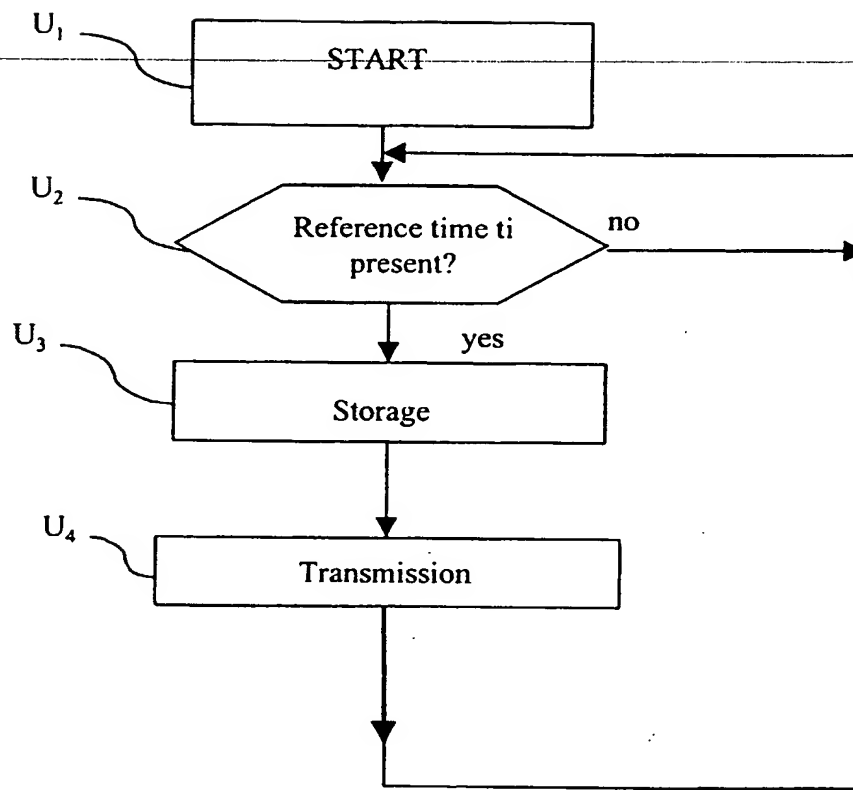 U₁
START
U₂
Reference time ti
present?
no
yes
U₃
Storage
U₄
Transmission